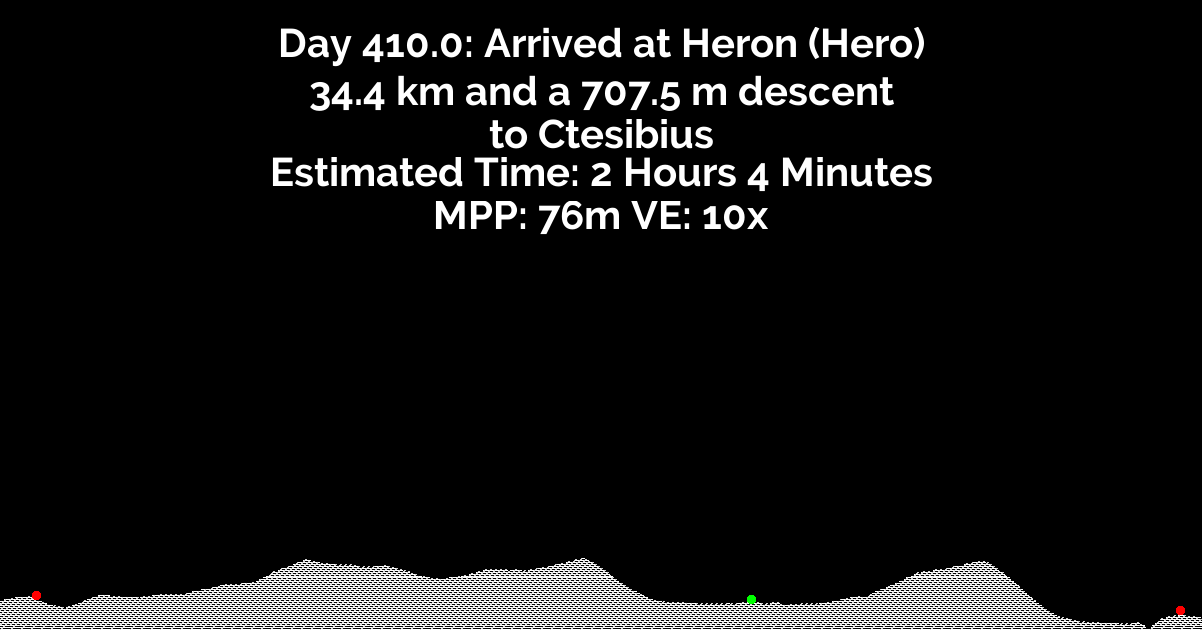 Day 410.0: Arrived at Heron (Hero)
34.4 km and a 707.5 m descent
to Ctesibius
Estimated Time: 2 Hours 4 Minutes
MPP: 76m VE: 10x